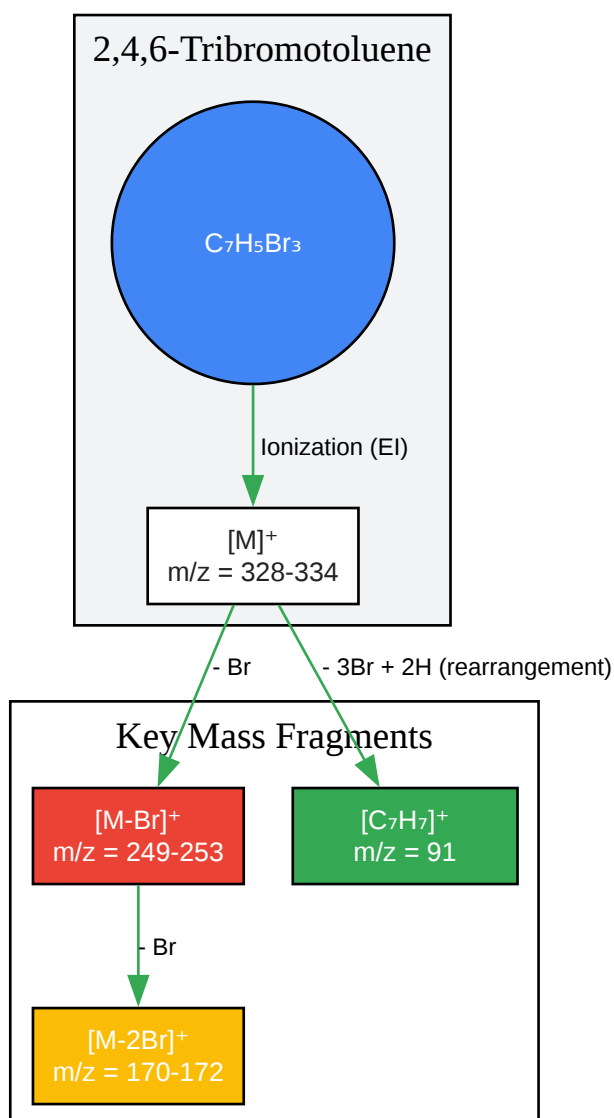 2,4,6-Tribromotoluene
C₇H₅Br₃
Ionization (EI)
[M]⁺
m/z = 328-334
- Br
- 3Br + 2H (rearrangement)
Key Mass Fragments
[M-Br]⁺
m/z = 249-253
[C₇H₇]⁺
m/z = 91
- Br
[M-2Br]⁺
m/z = 170-172